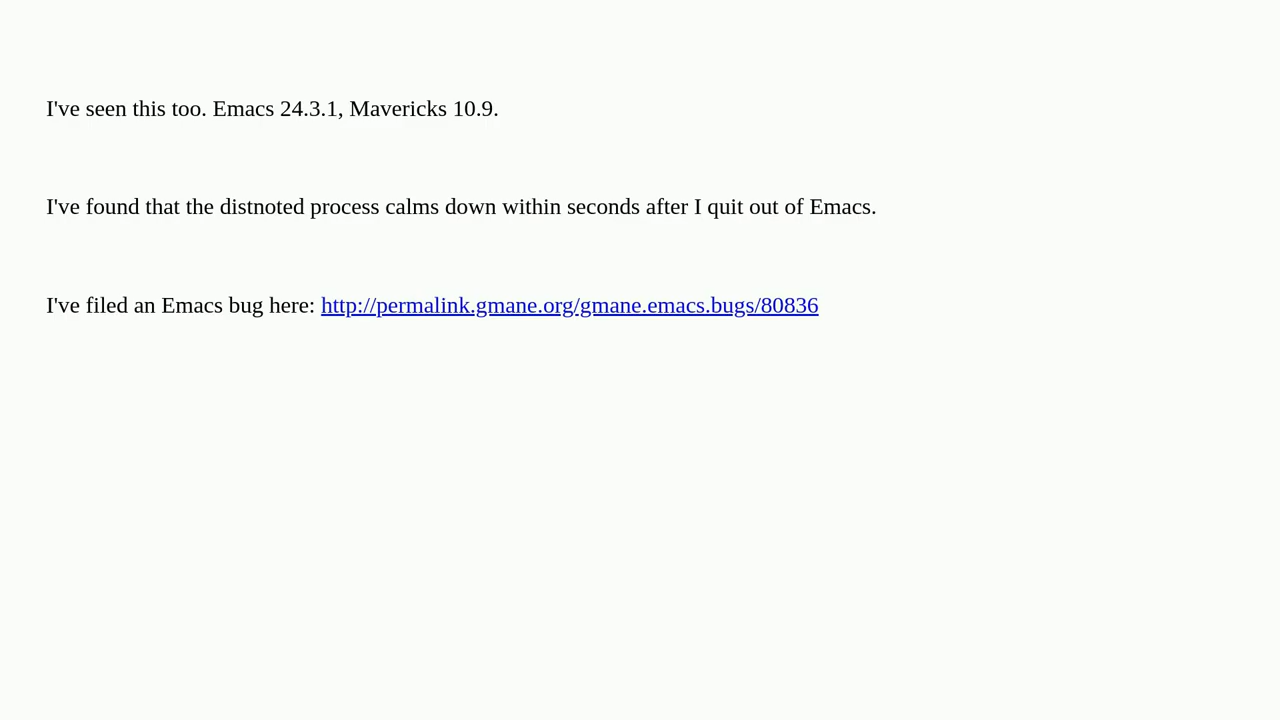 I've seen this too. Emacs 24.3.1, Mavericks 10.9.
I've found that the distnoted process calms down within seconds after I quit out of Emacs.
I've filed an Emacs bug here: http://permalink.gmane.org/gmane.emacs.bugs/80836